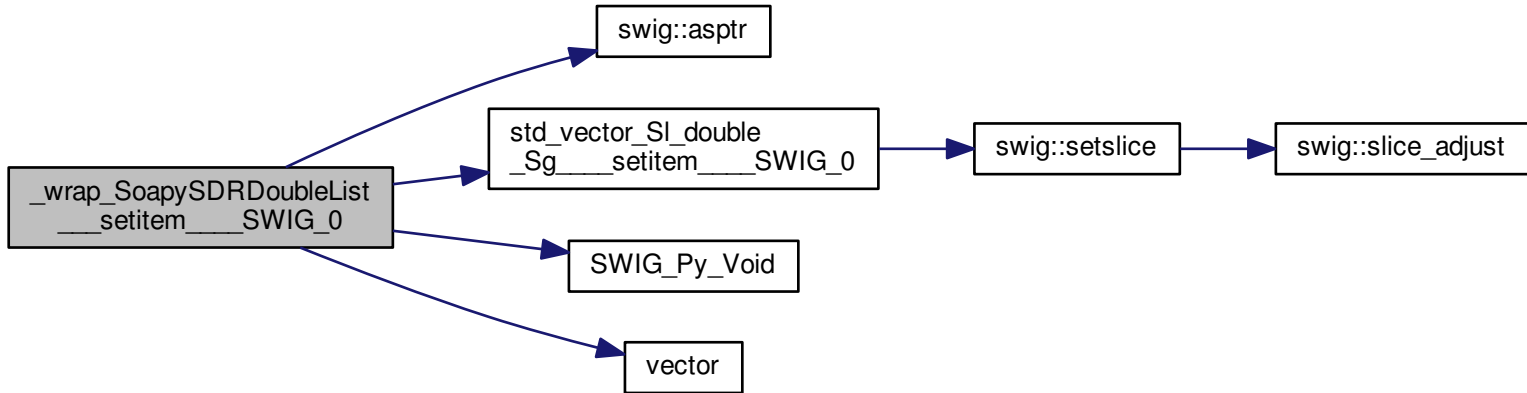 swig::asptr
std_vector_Sl_double
_Sg____setitem____SWIG_0
swig::setslice
swig::slice_adjust
_wrap_SoapySDRDoubleList
___setitem____SWIG_0
SWIG_Py_Void
vector